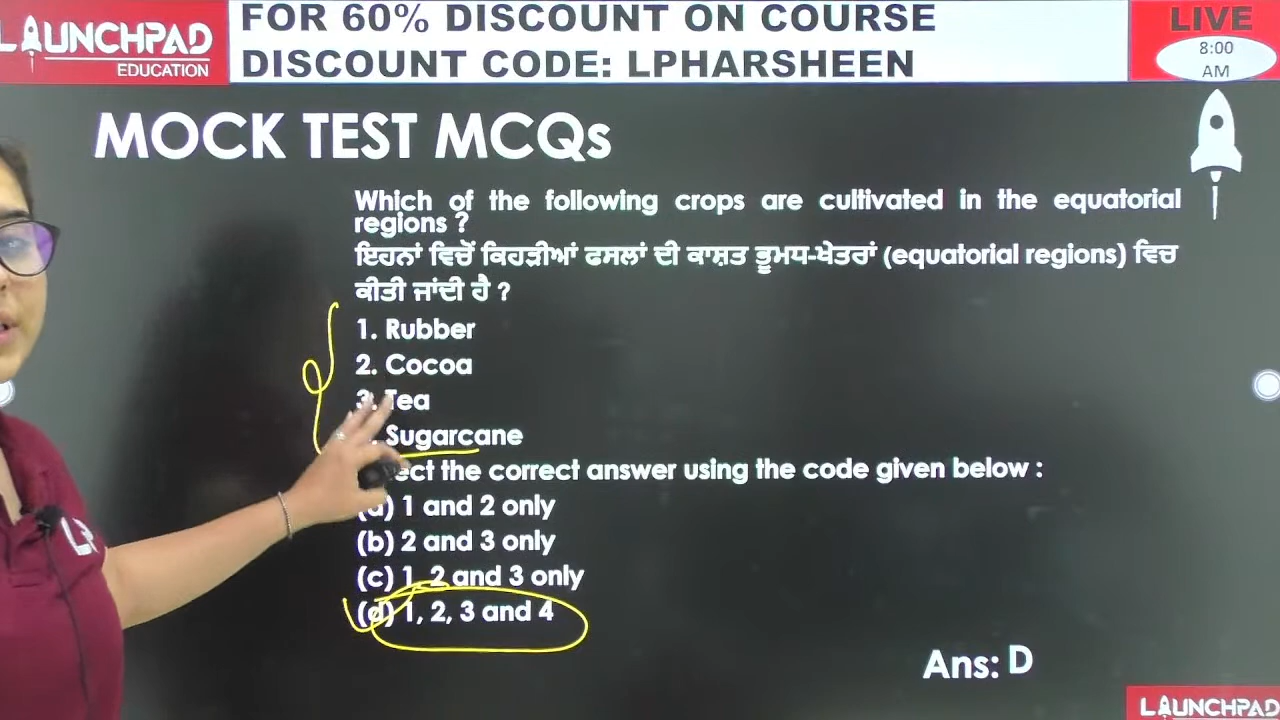 LAUNCHPAD
EDUCATION
FOR 60% DISCOUNT ON COURSE
DISCOUNT CODE: LPHARSHEEN
LIVE
8:00
AM
MOCK TEST MCQs
Which of the following crops are cultivated in the equatorial
regions ?
ਇਹਨਾਂ ਵਿਚੋਂ ਕਿਹੜੀਆਂ ਫਸਲਾਂ ਦੀ ਕਾਸ਼ਤ ਭੂਮਧ-ਖੇਤਰਾਂ (equatorial regions) ਵਿਚ
ਕੀਤੀ ਜਾਂਦੀ ਹੈ ?
1. Rubber
2. Cocoa
3. Tea
Sugarcane
the correct answer using the code given below :
(a) 1 and 2 only
(b) 2 and 3 only
(c) 1, 2 and 3 only
(d) 1, 2, 3 and 4
Ans: D
LP
LAUNCHPAD